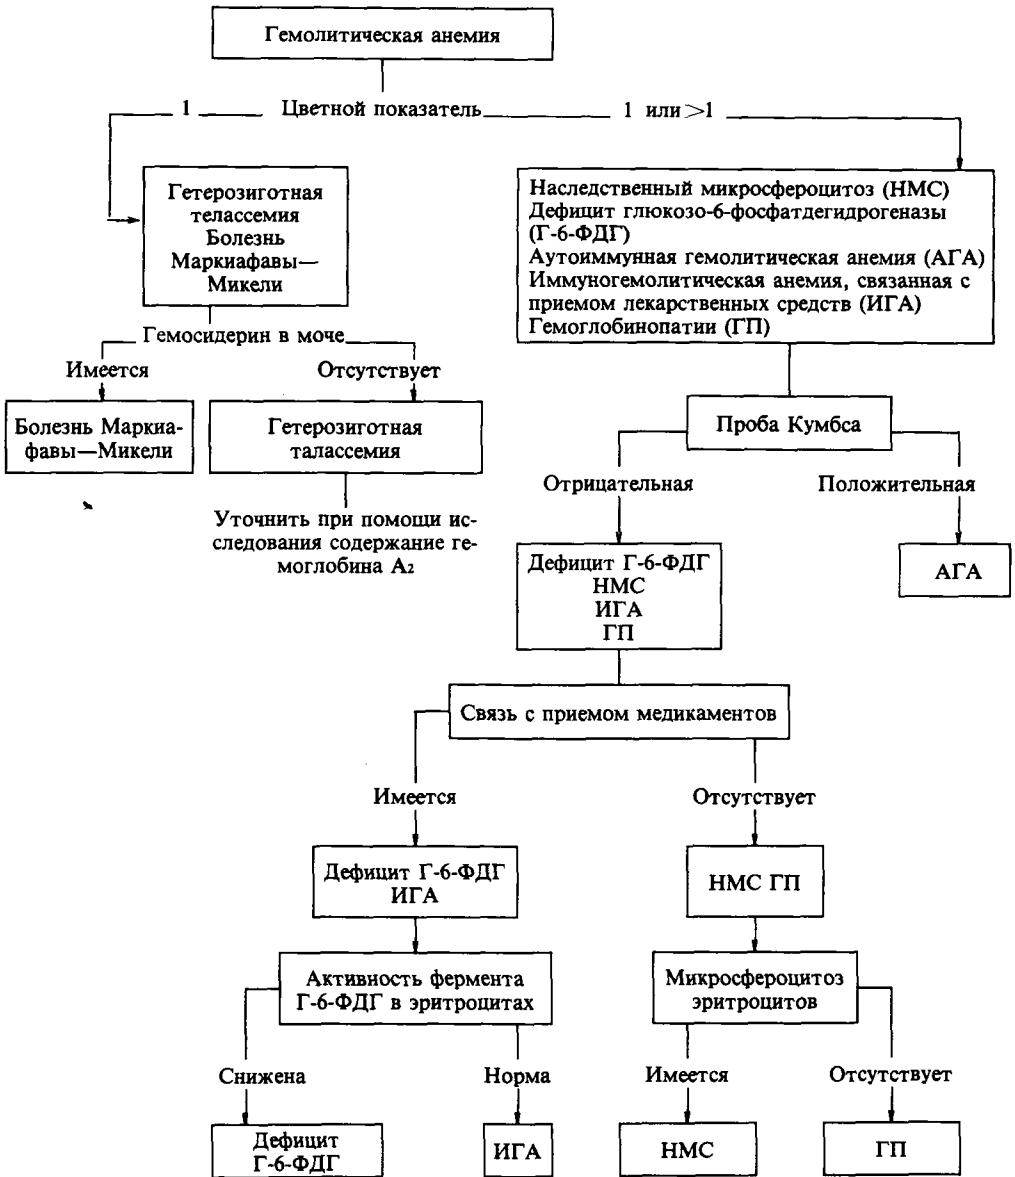 Гемолитическая анемия
1 Цветной показатель 1 или >1
Гетерозиготная
телассемия
Болезнь
Маркиафавы—
Микели
Наследственный микросфероцитоз (НМС)
Дефицит глюкозо-6-фосфатдегидрогеназы
(Г-6-ФДГ)
Аутоиммунная гемолитическая анемия (АГА)
Иммуногемолитическая анемия, связанная с
приемом лекарственных средств (ИГА)
Гемоглобинопатии (ГП)
Гемосидерин в моче
Имеется
Отсутствует
Болезнь Маркиа-
фавы—Микели
Гетерозиготная
талассемия
Уточнить при помощи ис-
следования содержание ге-
моглобина А2
Проба Кумбса
Отрицательная
Положительная
Дефицит Г-6-ФДГ
НМС
ИГА
ГП
АГА
Связь с приемом медикаментов
Имеется
Отсутствует
Дефицит Г-6-ФДГ
ИГА
НМС ГП
Активность фермента
Г-6-ФДГ в эритроцитах
Микросфероцитоз
эритроцитов
Снижена
Норма
Имеется
Отсутствует
Дефицит
Г-6-ФДГ
ИГА
НМС
ГП